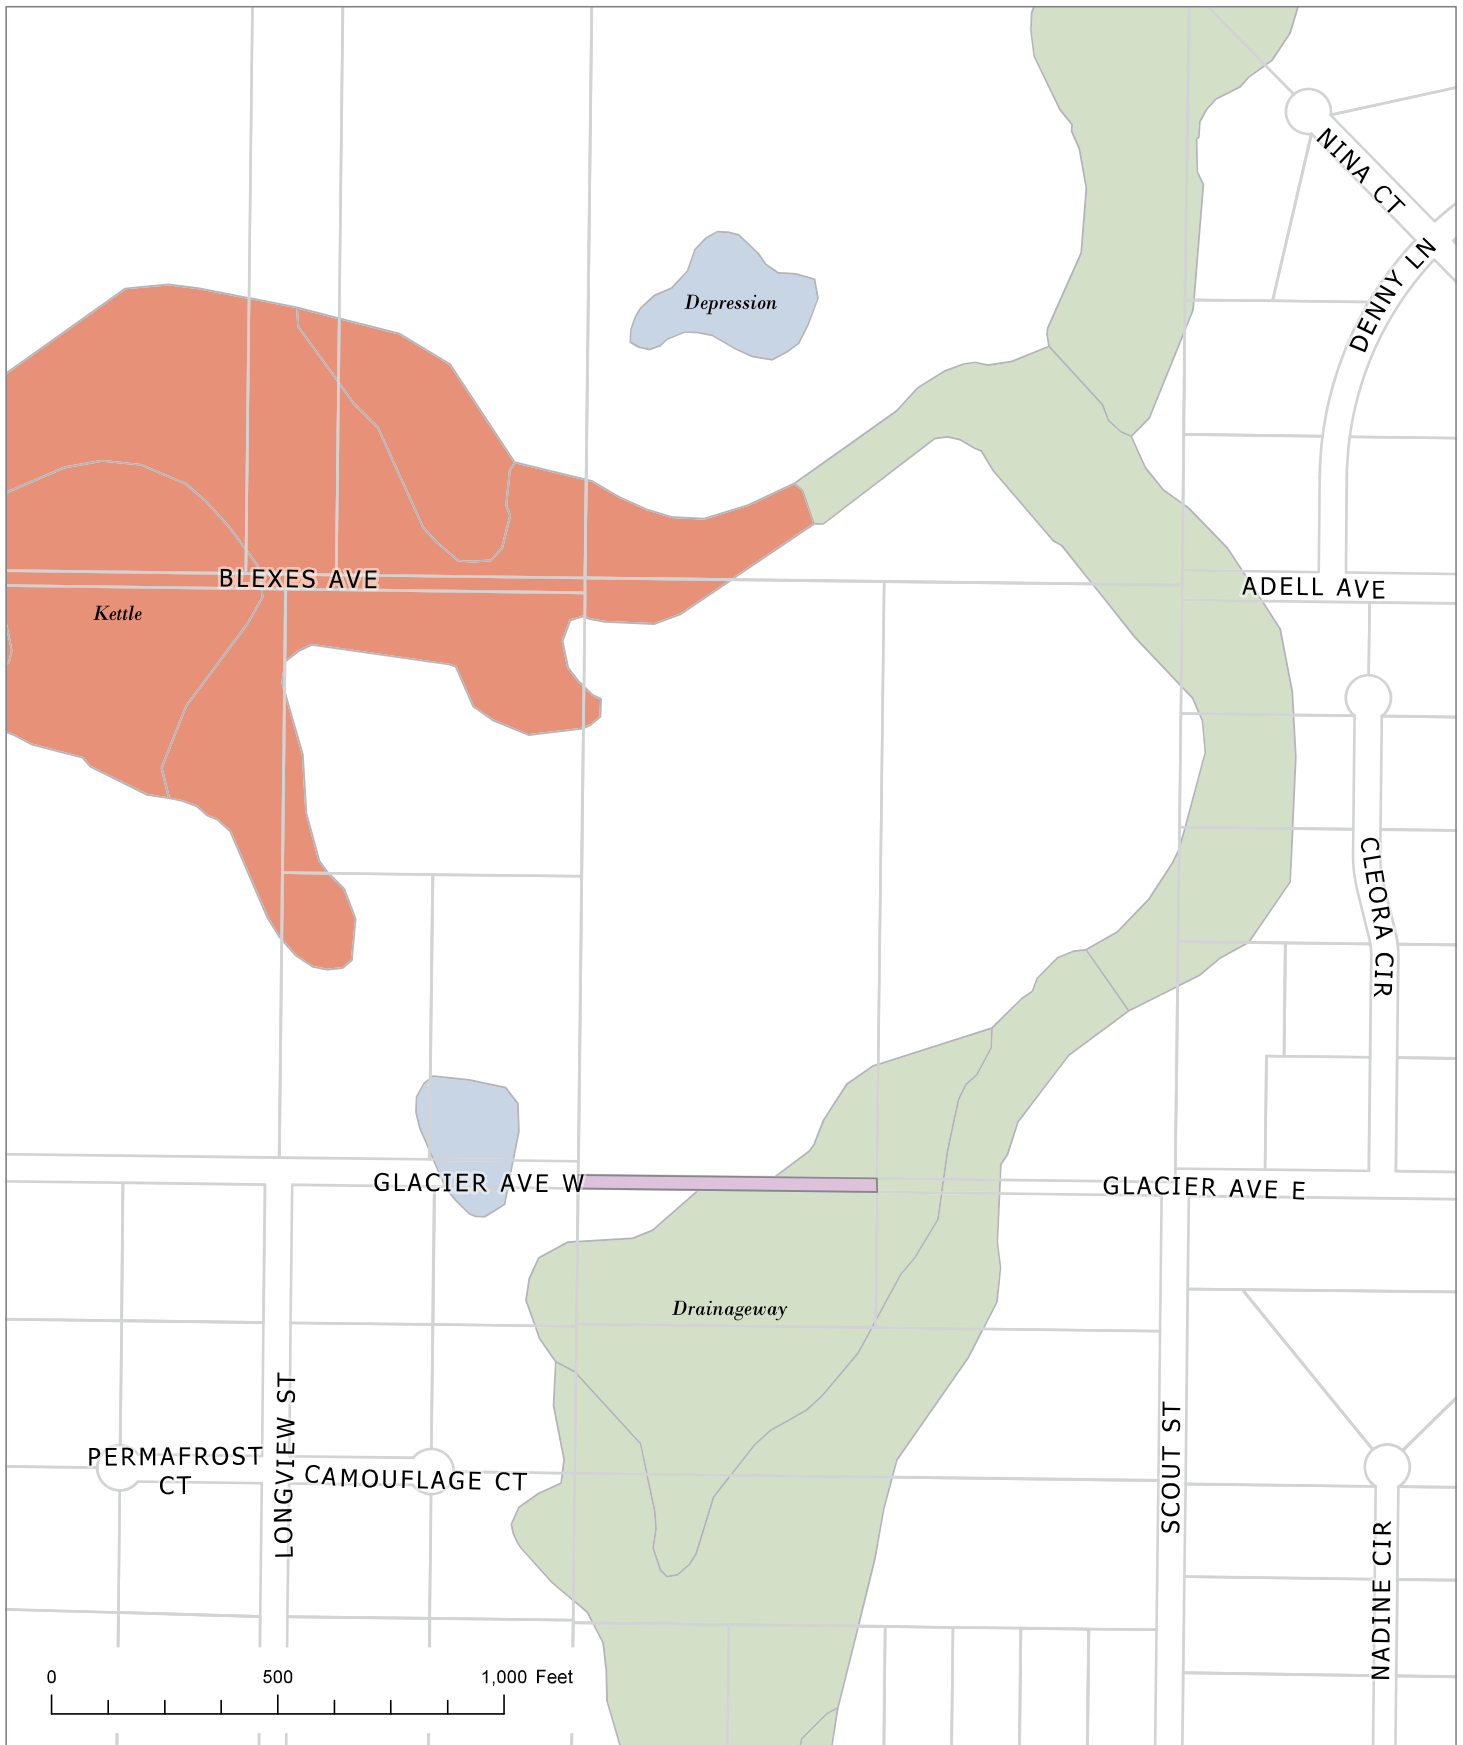 NINA CT
DENNY LN
Depression
BLEXES AVE
ADELL AVE
Kettle
CLEORA CIR
GLACIER AVE W
GLACIER AVE E
Drainageway
LONGVIEW ST
SCOUT ST
PERMAFROST
CT
CAMOUFLAGE CT
NADINE CIR
0 500 1,000 Feet